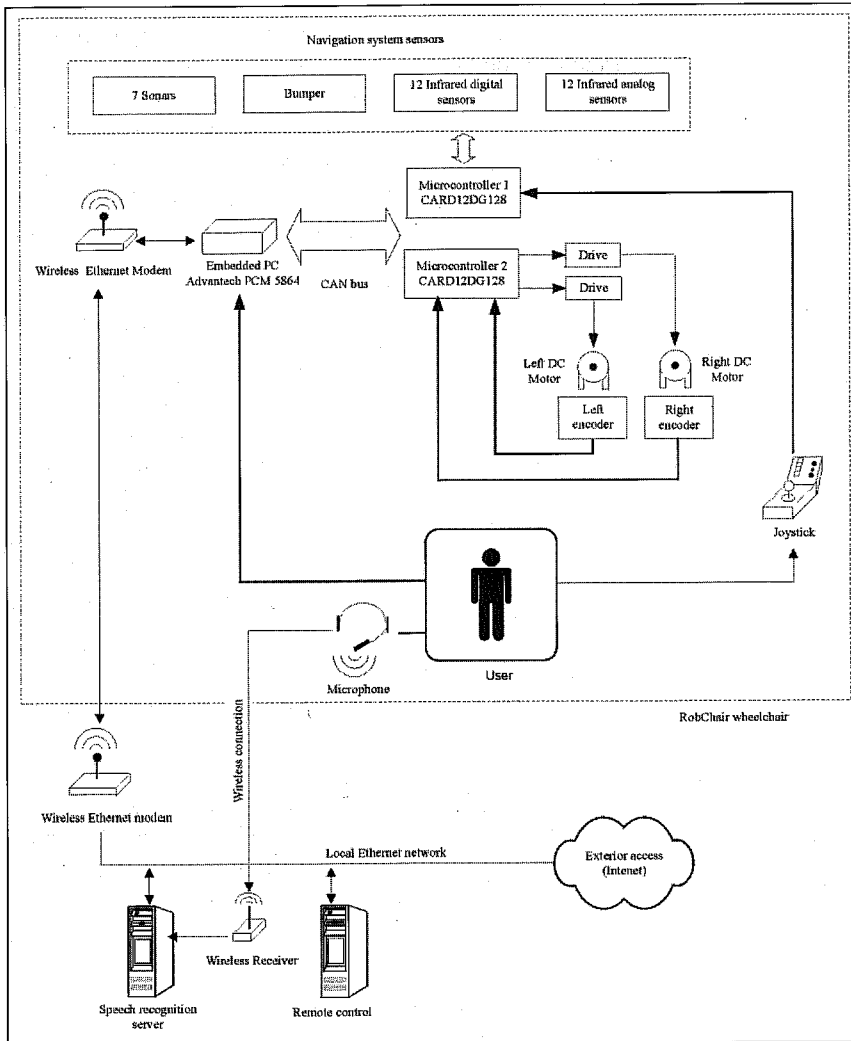 Navigation system sensors
7 Sonars
Bumper
12 Infrared digital
sensors
12 Infrared analog
sensors
Microcontroller 1
CARD12DG128
Wireless Ethernet Modem
Embedded PC
Advantech PCM 5864
CAN bus
Microcontroller 2
CARD12DG128
Drive
Drive
Left DC
Motor
Right DC
Motor
Left
encoder
Right
encoder
Joystick
Microphone
User
RobChair wheelchair
Wireless connection
Wireless Ethernet modem
Local Ethernet network
Exterior access
(Intenet)
Wireless Receiver
Speech recognition
server
Remote control